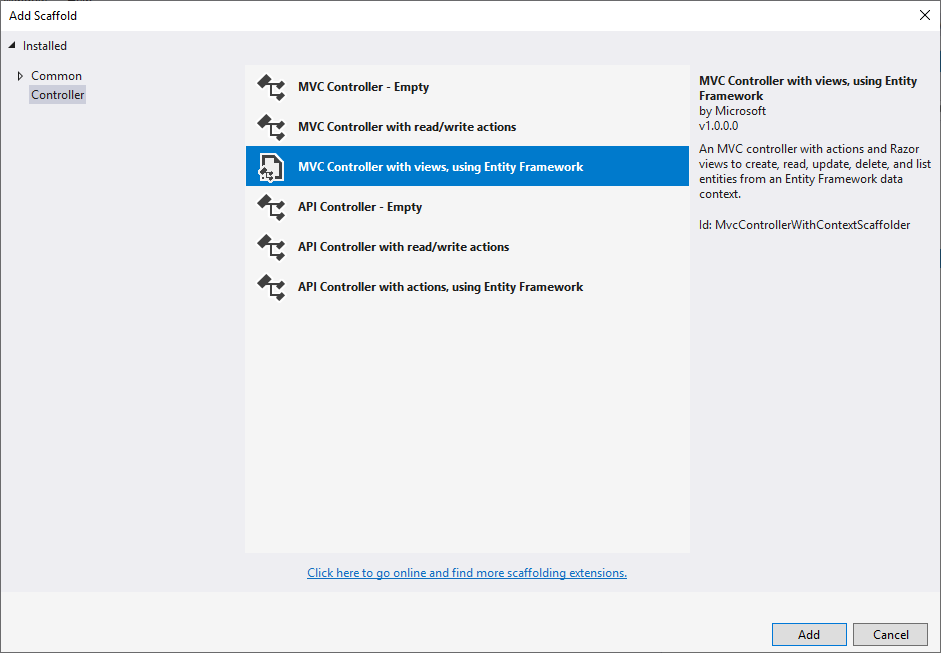 Add Scaffold
Installed
Common
Controller
MVC Controller - Empty
MVC Controller with read/write actions
MVC Controller with views, using Entity Framework
API Controller - Empty
API Controller with read/write actions
API Controller with actions, using Entity Framework
MVC Controller with views, using Entity
Framework
by Microsoft
v1.0.0.0
An MVC controller with actions and Razor
views to create, read, update, delete, and list
entities from an Entity Framework data
context.
Id: MvcControllerWithContextScaffolder
Click here to go online and find more scaffolding extensions.
Add
Cancel